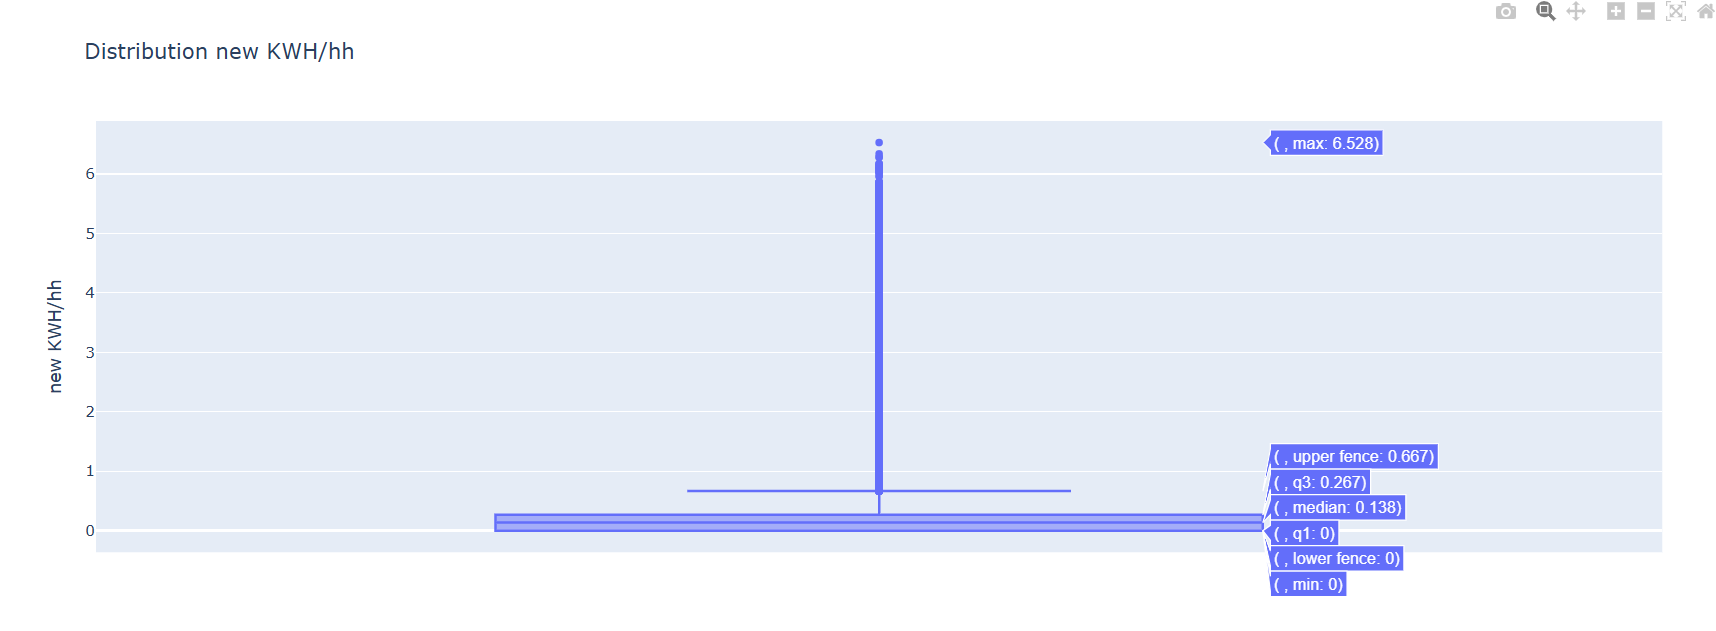 Distribution new KWH/hh
new KWH/hh
6
5
4
3
2
1
0
( , max: 6.528)
( , upper fence: 0.667)
( , q3: 0.267)
( , median: 0.138)
( , q1: 0)
( , lower fence: 0)
( , min: 0)